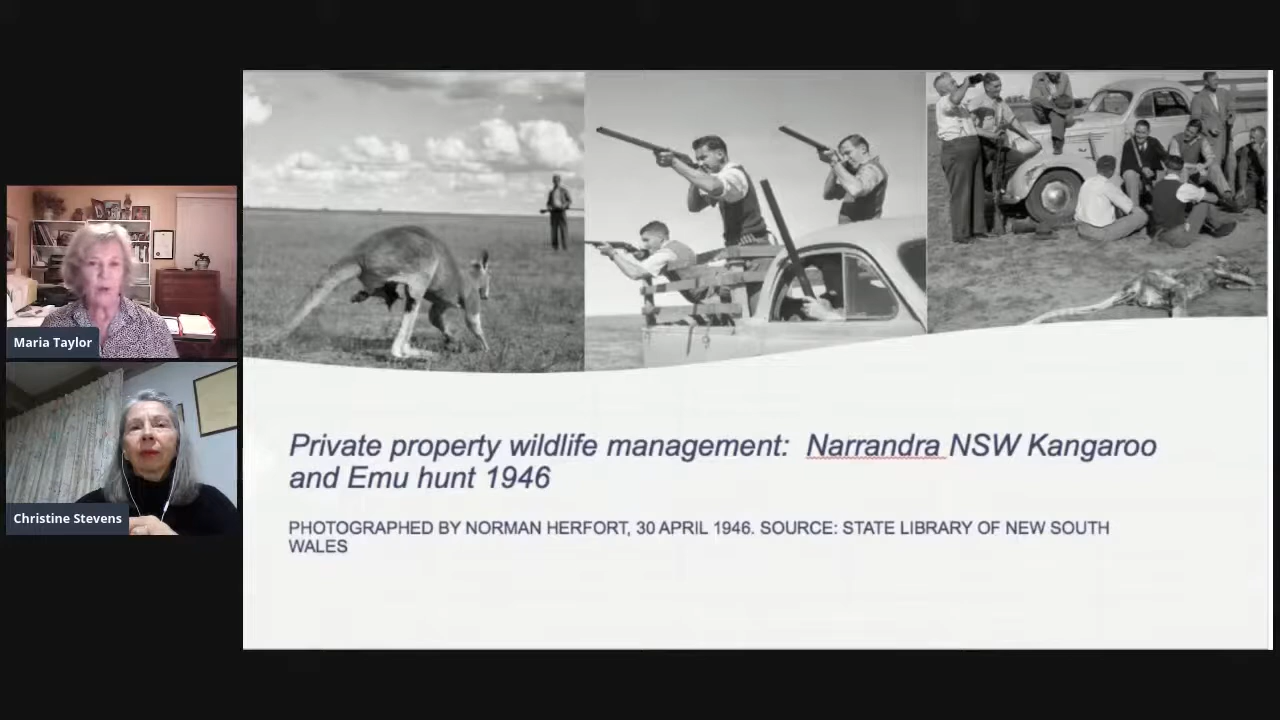 Maria Taylor
Christine Stevens
Private property wildlife management: Narrandra NSW Kangaroo
and Emu hunt 1946
PHOTOGRAPHED BY NORMAN HERFORT, 30 APRIL 1946. SOURCE: STATE LIBRARY OF NEW SOUTH
WALES